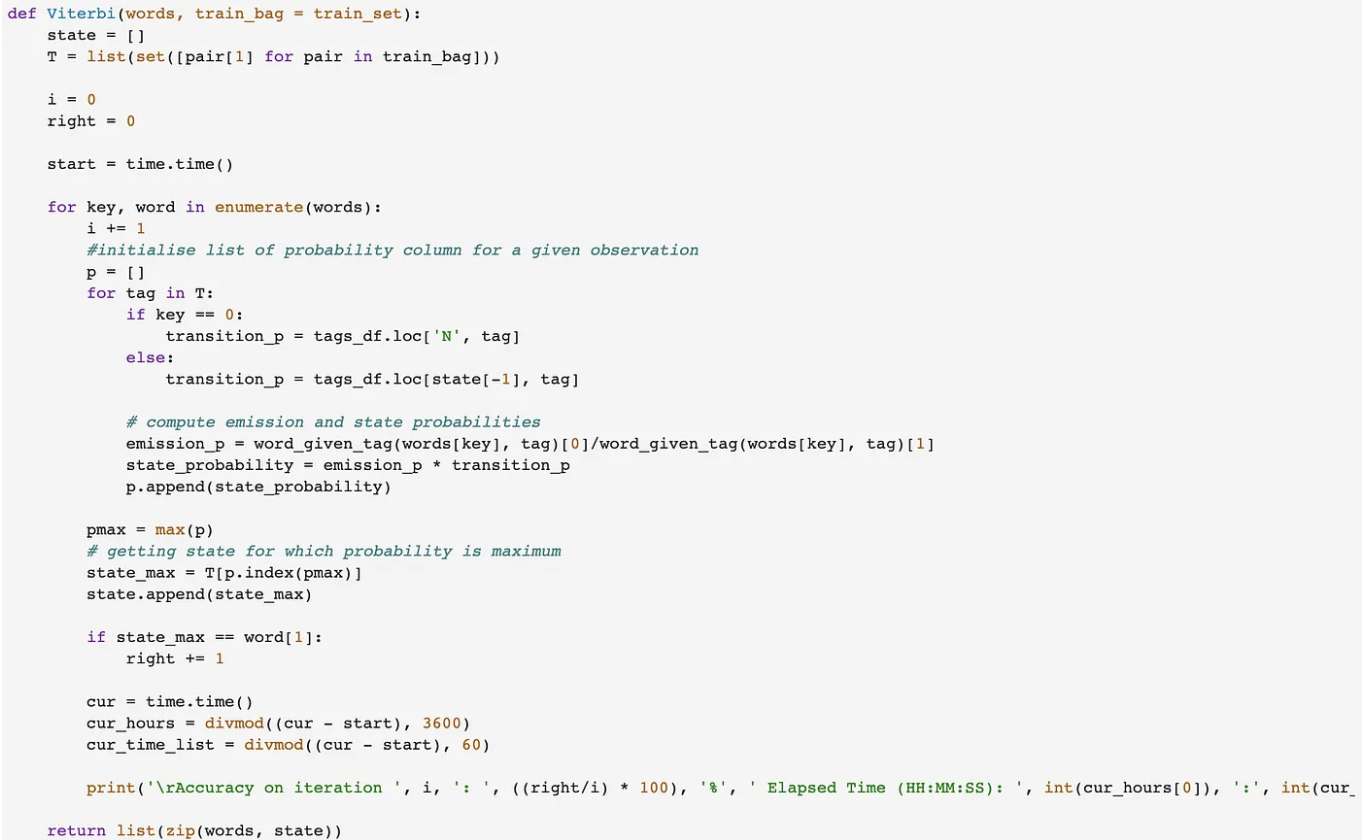 def Viterbi(words, train_bag = train_set):
    state = []
    T = list(set([pair[1] for pair in train_bag]))
    i = 0
    right = 0
    start = time.time()
    for key, word in enumerate(words):
        i += 1
        #initialise list of probability column for a given observation
        p = []
        for tag in T:
            if key == 0:
                transition_p = tags_df.loc['N', tag]
            else:
                transition_p = tags_df.loc[state[-1], tag]
            # compute emission and state probabilities
            emission_p = word_given_tag(words[key], tag)[0]/word_given_tag(words[key], tag)[1]
            state_probability = emission_p * transition_p
            p.append(state_probability)
        pmax = max(p)
        # getting state for which probability is maximum
        state_max = T[p.index(pmax)]
        state.append(state_max)
        if state_max == word[1]:
            right += 1
        cur = time.time()
        cur_hours = divmod((cur - start), 3600)
        cur_time_list = divmod((cur - start), 60)
        print('\rAccuracy on iteration ', i, ': ', ((right/i) * 100), '%', ' Elapsed Time (HH:MM:SS): ', int(cur_hours[0]), ':', int(cur_
    return list(zip(words, state))